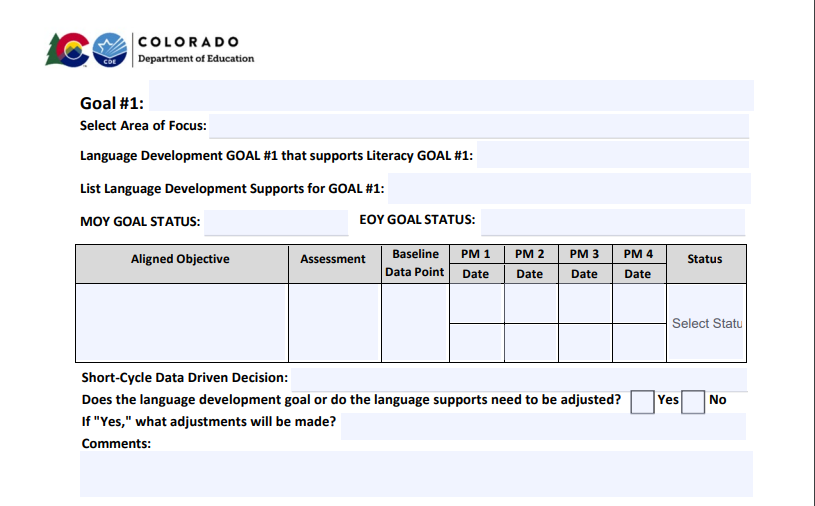 COLORADO
Department of Education
CDE
Goal #1:
Select Area of Focus:
Language Development GOAL #1 that supports Literacy GOAL #1:
List Language Development Supports for GOAL #1:
MOY GOAL STATUS: EOY GOAL STATUS:
Aligned Objective Assessment Baseline Data Point PM 1 PM 2 PM 3 PM 4 Status
Date Date Date Date
Select Statu
Short-Cycle Data Driven Decision:
Does the language development goal or do the language supports need to be adjusted? Yes No
If "Yes," what adjustments will be made?
Comments: